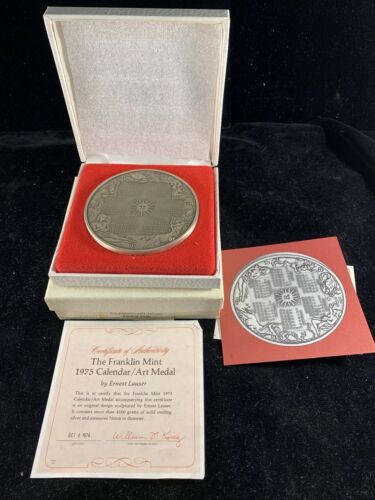 Certificate of Authenticity
The Franklin Mint
1975 Calendar/Art Medal
by Ernest Lauser
This is to certify that the Franklin Mint 1975
Calendar/Art Medal accompanying this certificate
is an original design sculptured by Ernest Lauser.
It contains more than 4000 grains of solid sterling
silver and measures 76mm in diameter.
OCT 4 1974